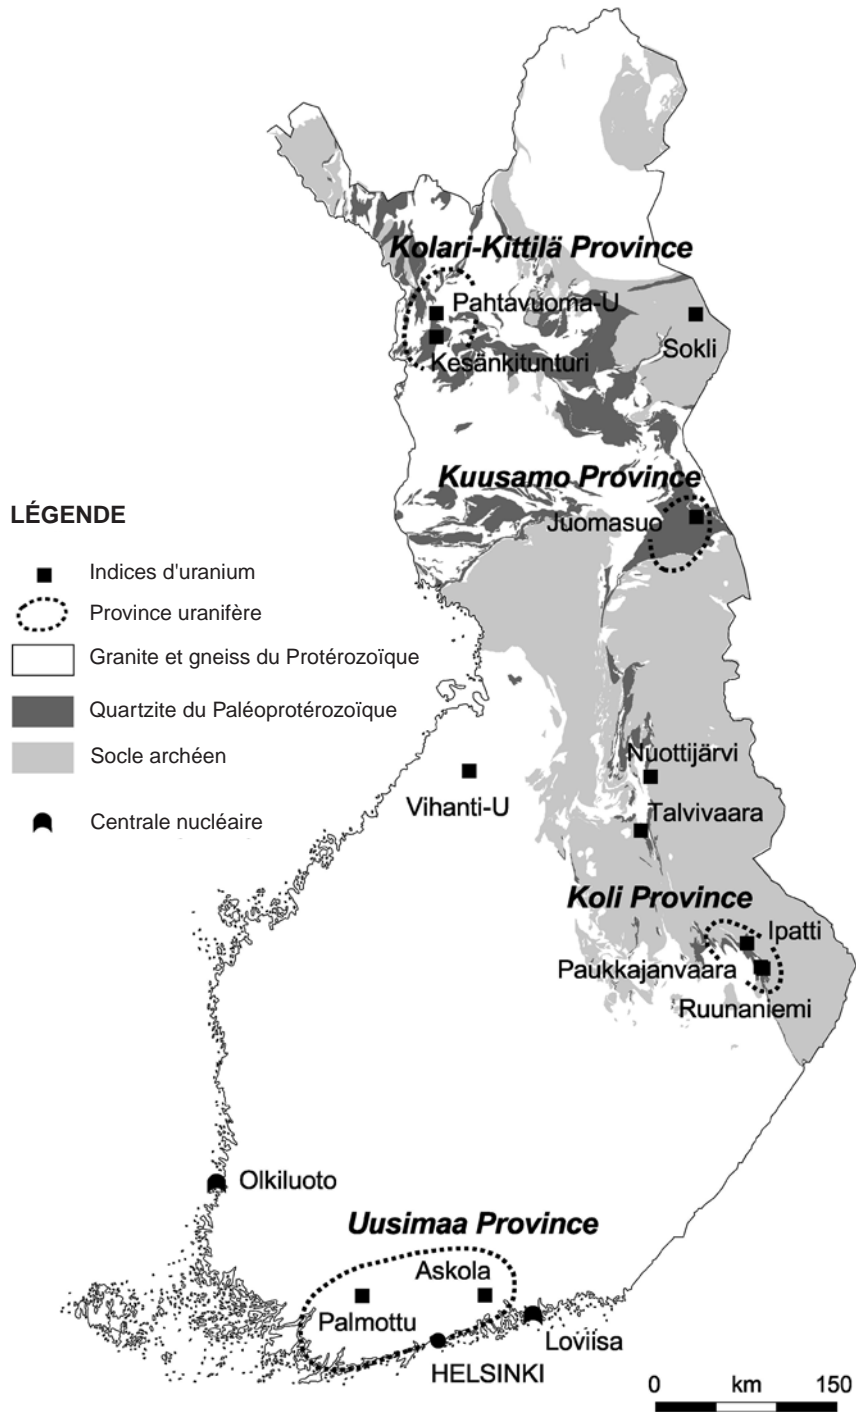 Kolari-Kittilä Province
Pahtavuoma-U
Kesänkitunturi
Sokli
Kuusamo Province
Juomasuo
LÉGENDE
Indices d'uranium
Province uranifère
Granite et gneiss du Protérozoïque
Quartzite du Paléoprotérozoïque
Socle archéen
Centrale nucléaire
Nuottijärvi
Vihanti-U
Talvivaara
Koli Province
Ipatti
Paukkajanvaara
Ruunaniemi
Olkiluoto
Uusimaa Province
Askola
Palmottu
Loviisa
HELSINKI
0 km 150